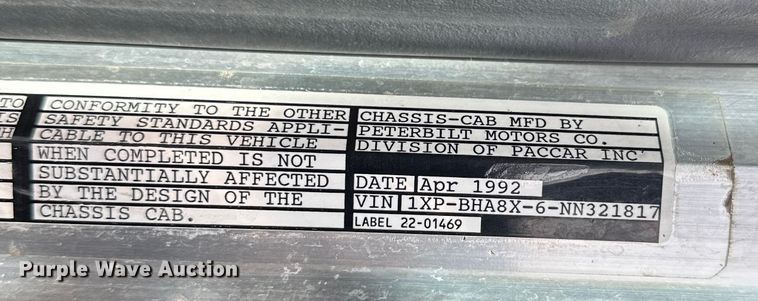 TO
IS
H
CONFORMITY TO THE OTHER
SAFETY STANDARDS APPLI-
CABLE TO THIS VEHICLE
WHEN COMPLETED IS NOT
SUBSTANTIALLY AFFECTED
BY THE DESIGN OF THE
CHASSIS CAB.
CHASSIS-CAB MFD BY
PETERBILT MOTORS CO.
DIVISION OF PACCAR INC
DATE Apr 1992
VIN 1XP-BHA8X-6-NN321817
LABEL 22-01469
Purple Wave Auction